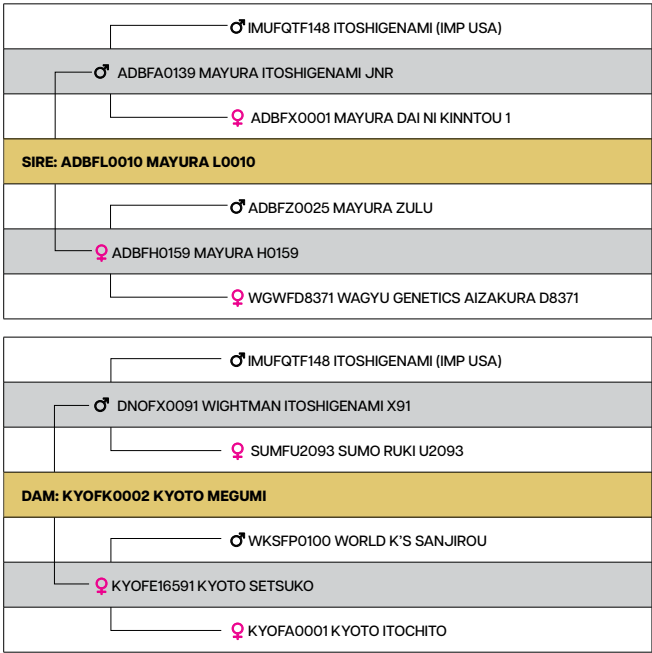 IMUFQTF148 ITOSHIGENAMI (IMP USA)
ADBFA0139 MAYURA ITOSHIGENAMI JNR
ADBFX0001 MAYURA DAI NI KINNTOU 1
SIRE: ADBFL0010 MAYURA L0010
ADBFZ0025 MAYURA ZULU
ADBFH0159 MAYURA H0159
WGWFD8371 WAGYU GENETICS AIZAKURA D8371
IMUFQTF148 ITOSHIGENAMI (IMP USA)
DNOFX0091 WIGHTMAN ITOSHIGENAMI X91
SUMFU2093 SUMO RUKI U2093
DAM: KYOFK0002 KYOTO MEGUMI
WKSFP0100 WORLD K'S SANJIROU
KYOFE16591 KYOTO SETSUKO
KYOFA0001 KYOTO ITOCHITO